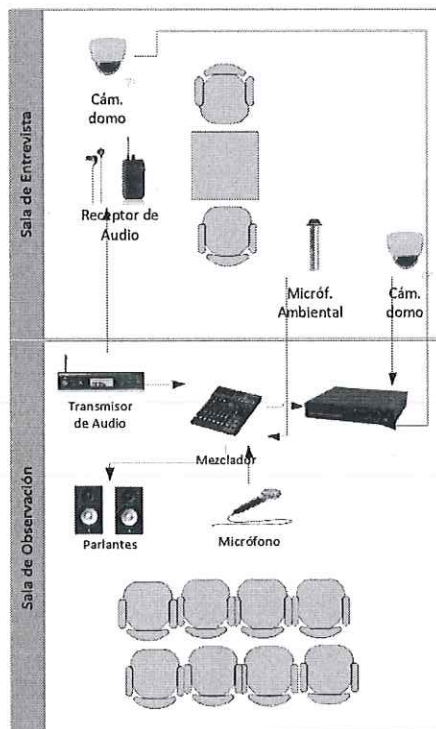 Sala de Entrevista
Cám.
domo
Receptor de
Audio
Micróf.
Ambiental
Cám.
domo
Sala de Observación
Transmisor
de Audio
Mezclador
Parlantes
Micrófono